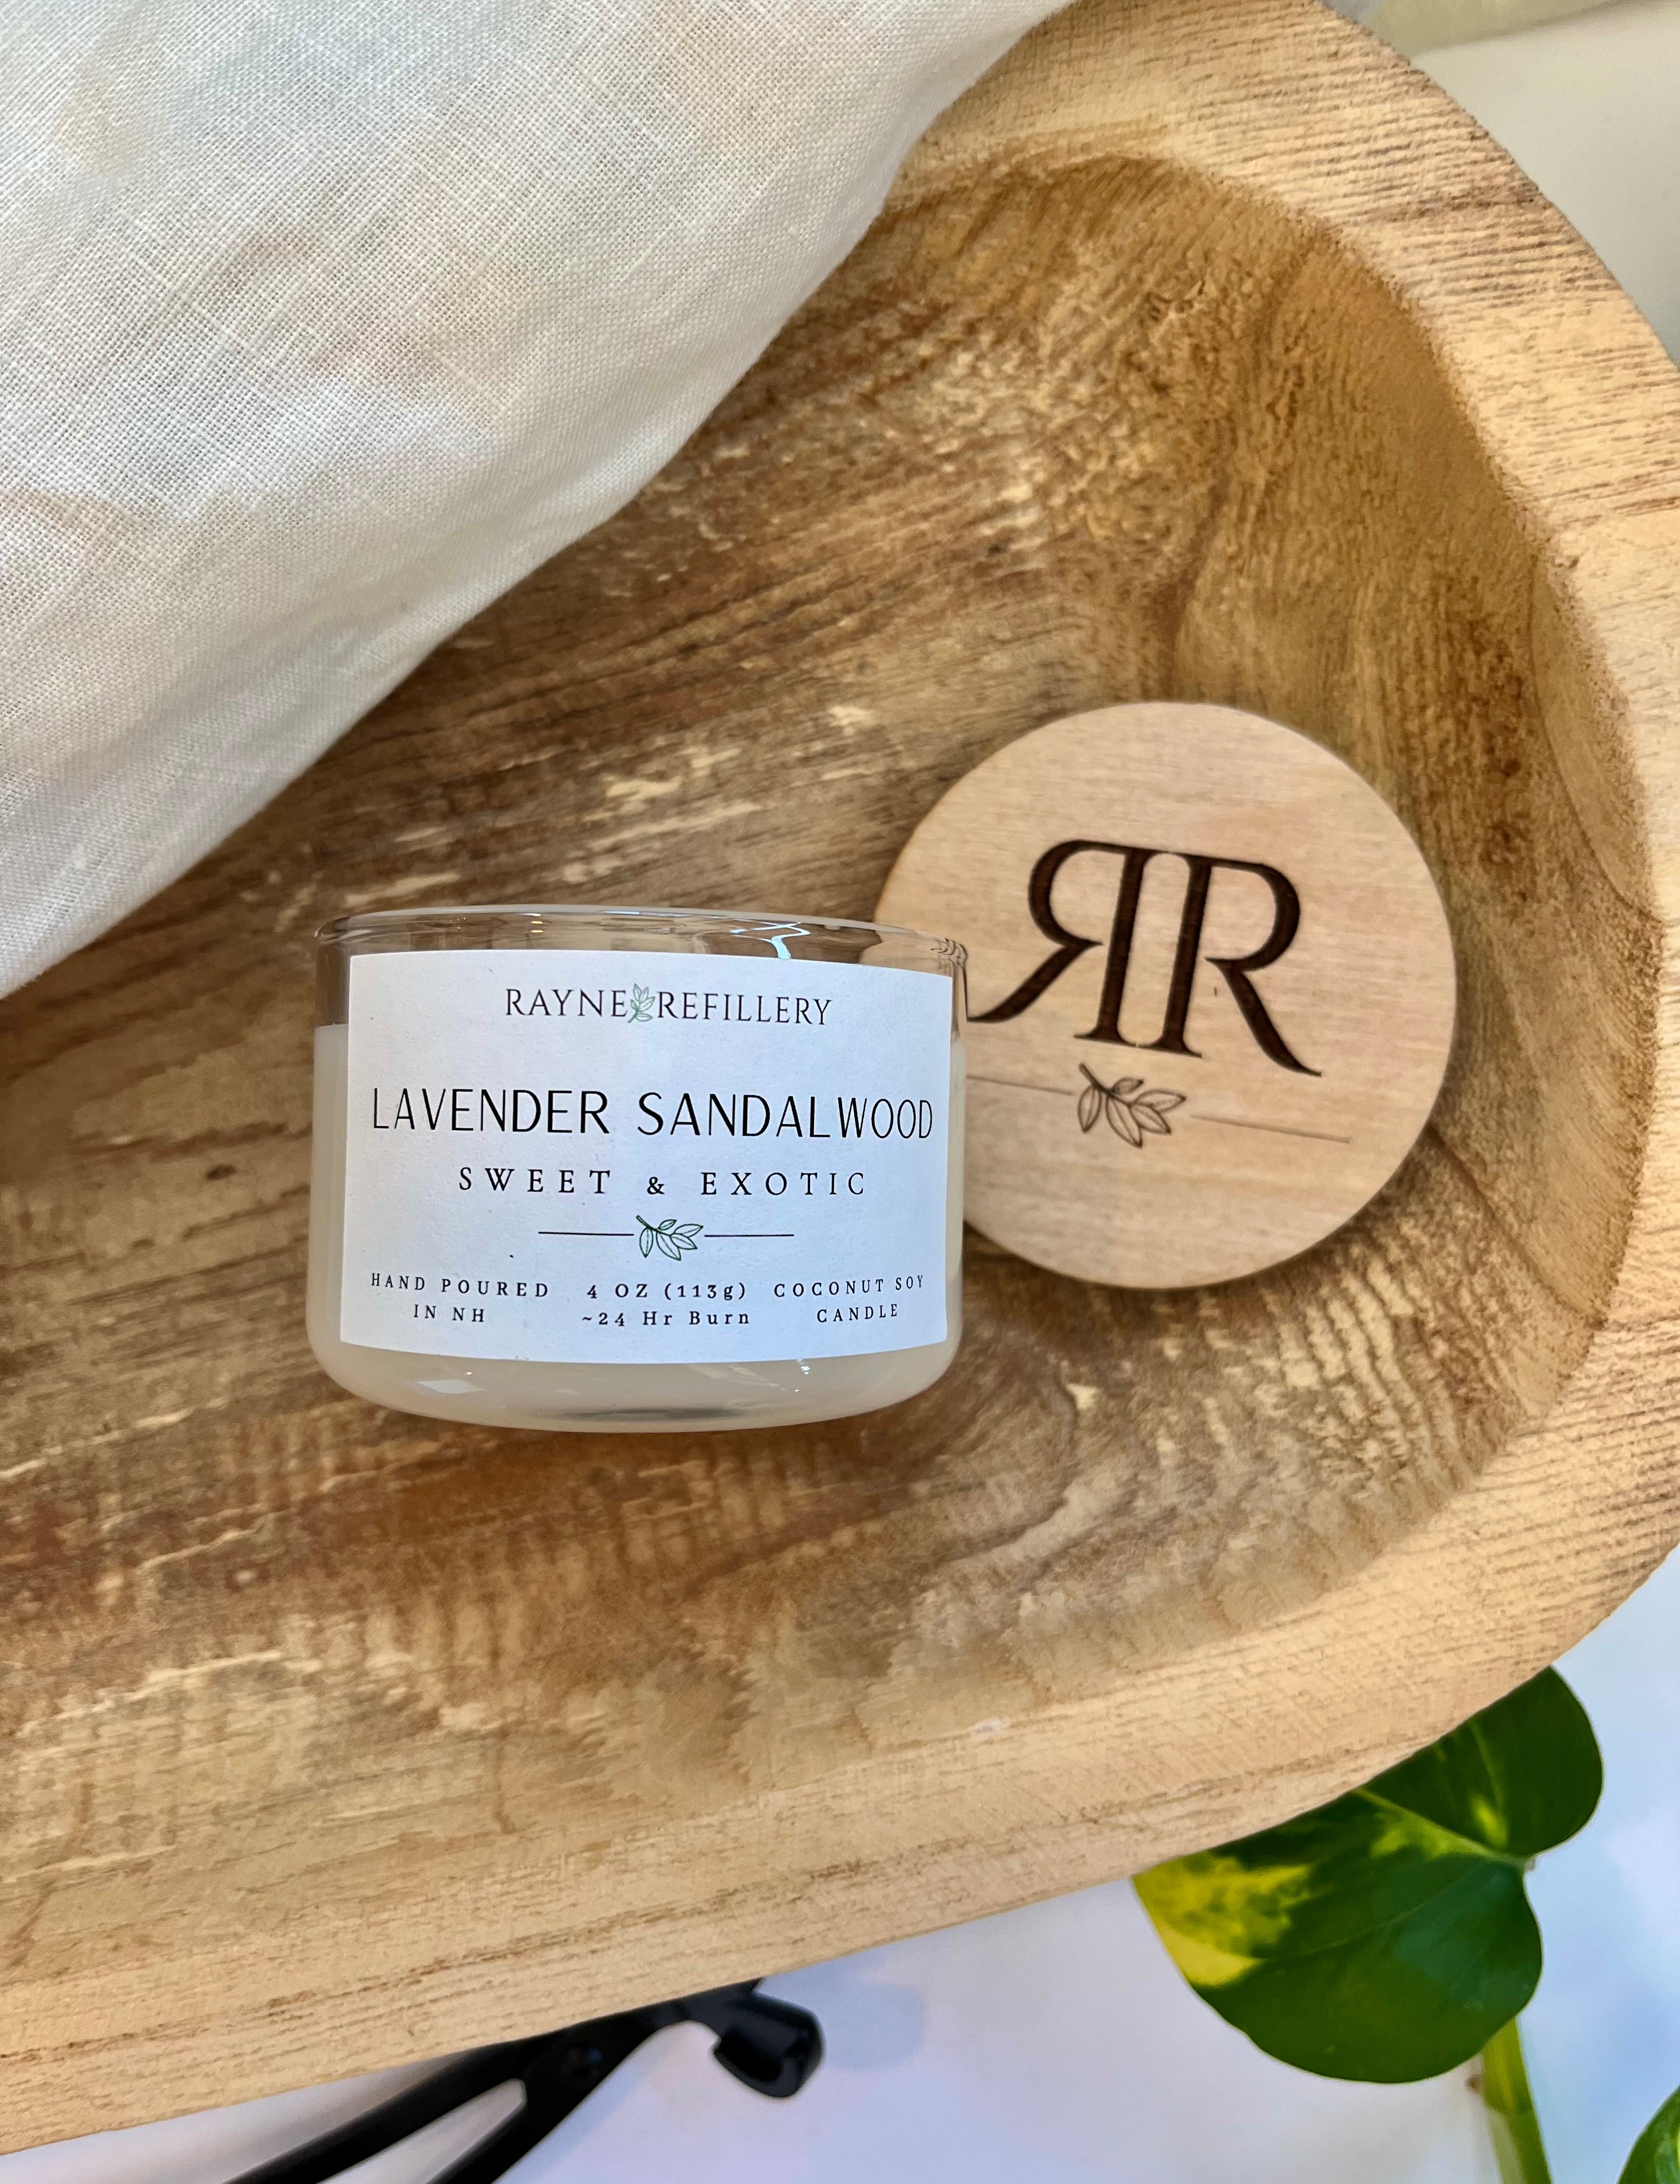 RAYNE REFILLERY
LAVENDER SANDALWOOD
SWEET & EXOTIC
HAND POURED
IN NH
4 OZ (113g)
~24 Hr Burn
COCONUT SOY
CANDLE
RR